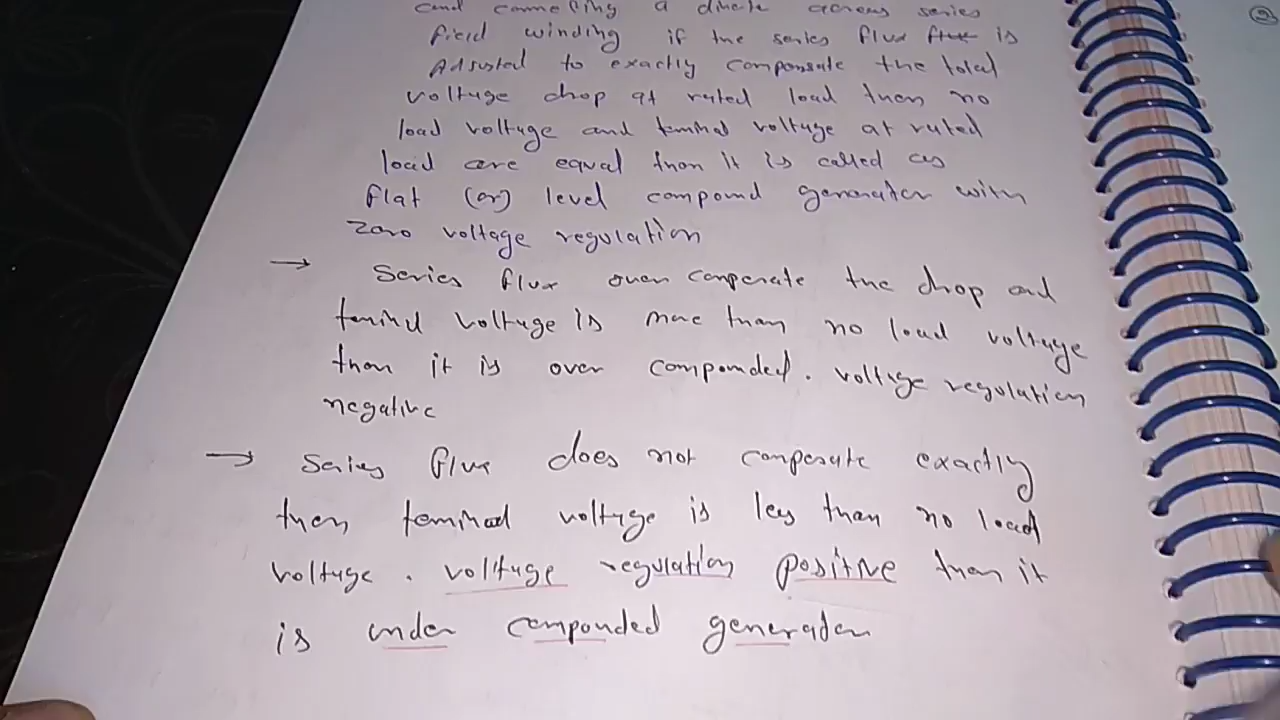 and connecting a divertor across series
field winding if the series flux is
Adjusted to exactly compensate the total
voltage drop at rated load then no
load voltage and terminal voltage at rated
load are equal then it is called as
flat (or) level compound generator with
zero voltage regulation
→ Series flux over compensate the drop and
terminal voltage is more than no load voltage
then it is over compounded. voltage regulation
negative
→ Series flux does not compensate exactly
then terminal voltage is less than no load
voltage. voltage regulation positive then it
is under compounded generator
2